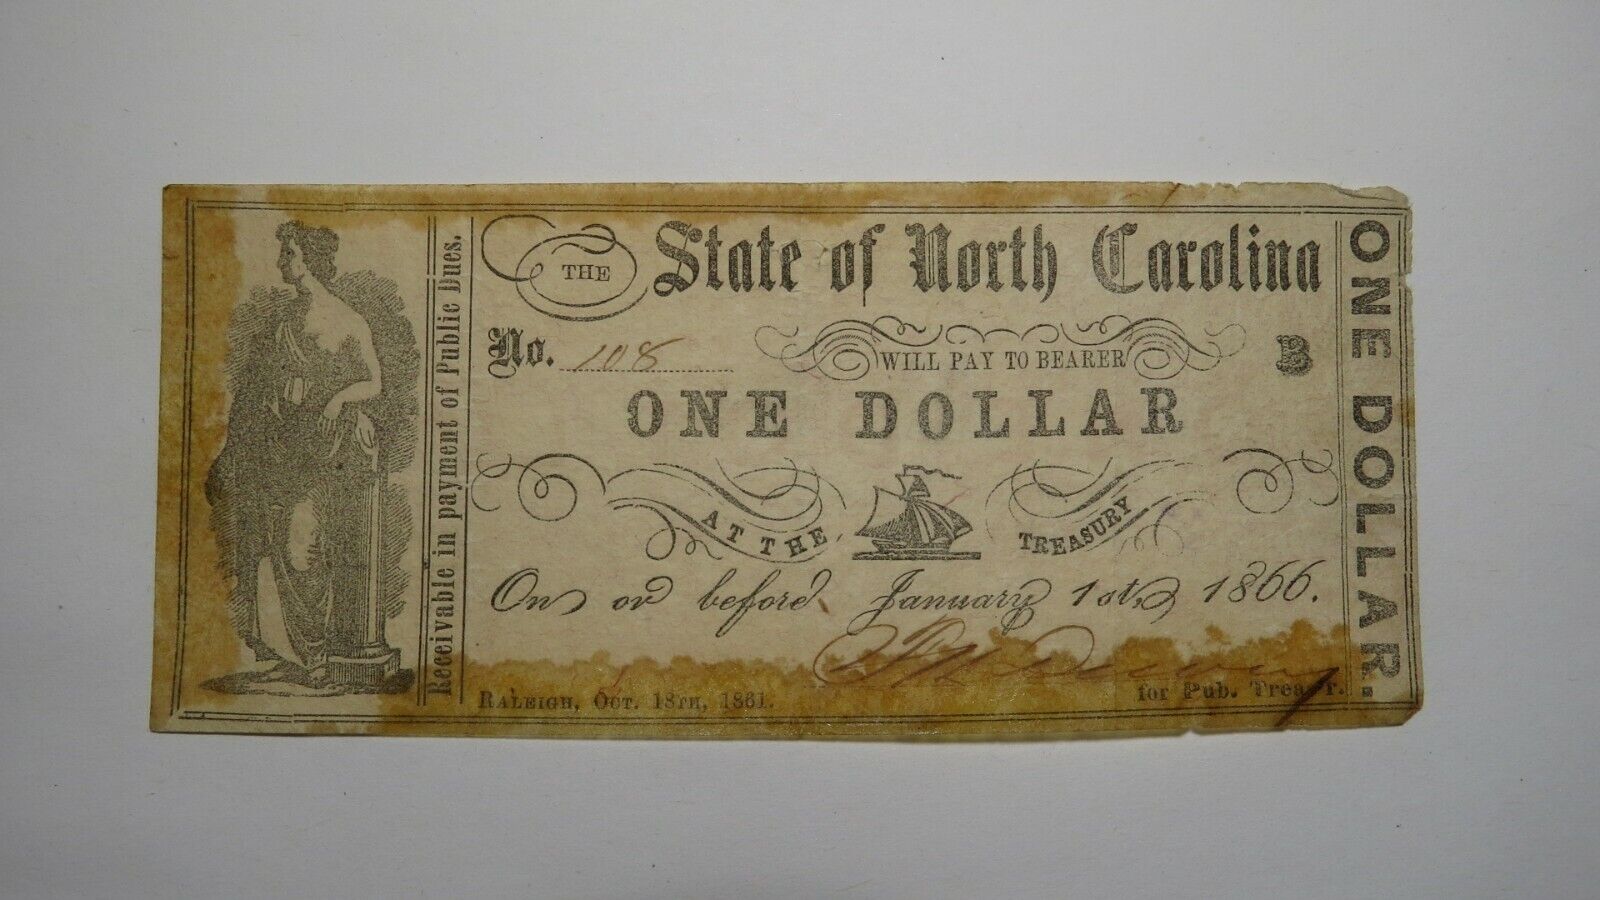 THE State of North Carolina
No. 108
WILL PAY TO BEARER
B
ONE DOLLAR
AT THE TREASURY
On or before January 1st, 1866.
RALEIGH, OCT. 18TH, 1861.
for Pub. Treas'r.
Receivable in payment of Public Dues.
ONE DOLLAR.